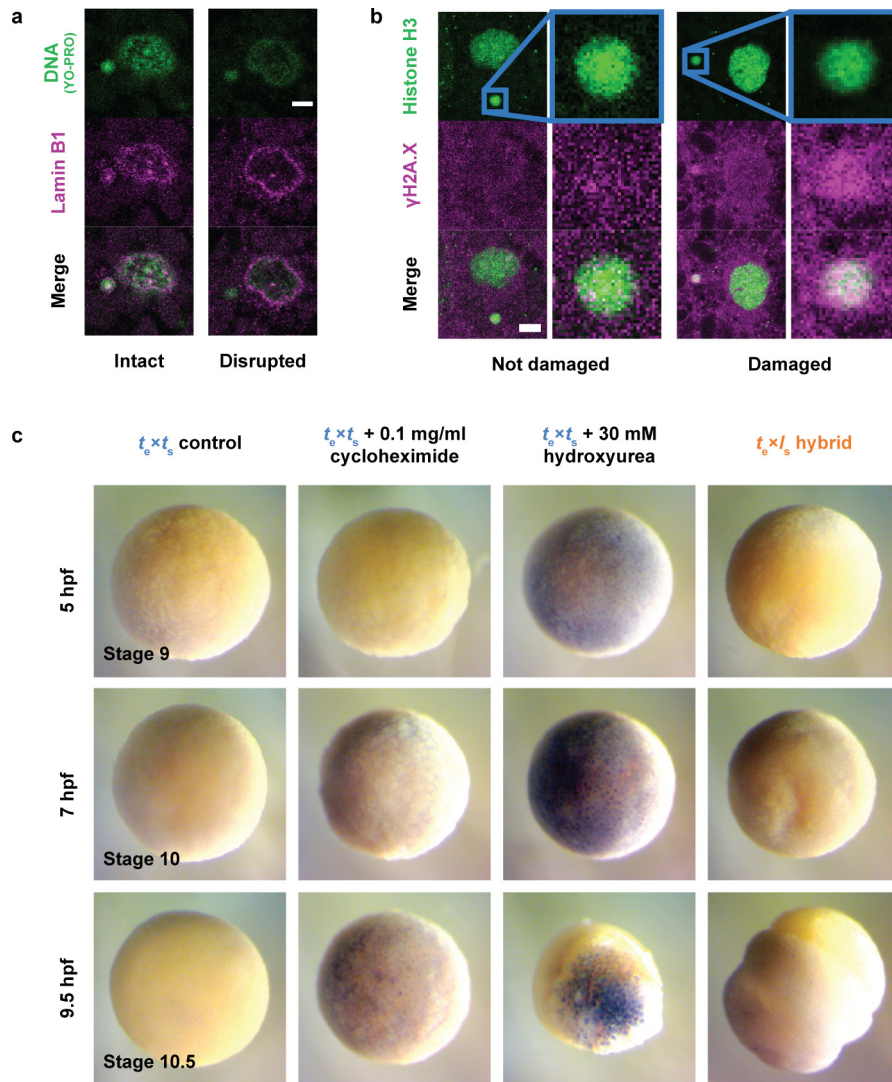 a
DNA
(YO-PRO)
Lamin B1
Merge
Intact
Disrupted
b
Histone H3
γH2A.X
Merge
Not damaged
Damaged
c
te×ts control
te×ts + 0.1 mg/ml
cycloheximide
te×ts + 30 mM
hydroxyurea
te×ls hybrid
5 hpf
Stage 9
7 hpf
Stage 10
9.5 hpf
Stage 10.5